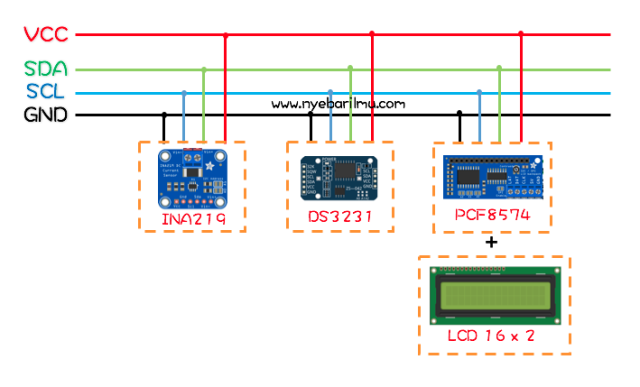 VCC
SDA
SCL
GND
www.nyebarilmu.com
INA219
DS3231
PCF8574
+
LCD 16 x 2